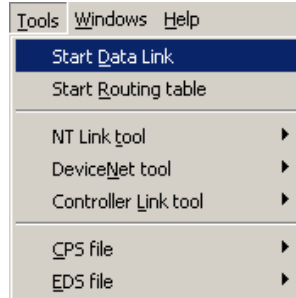 Tools Windows Help
Start Data Link
Start Routing table
NT Link tool
DeviceNet tool
Controller Link tool
CPS file
EDS file